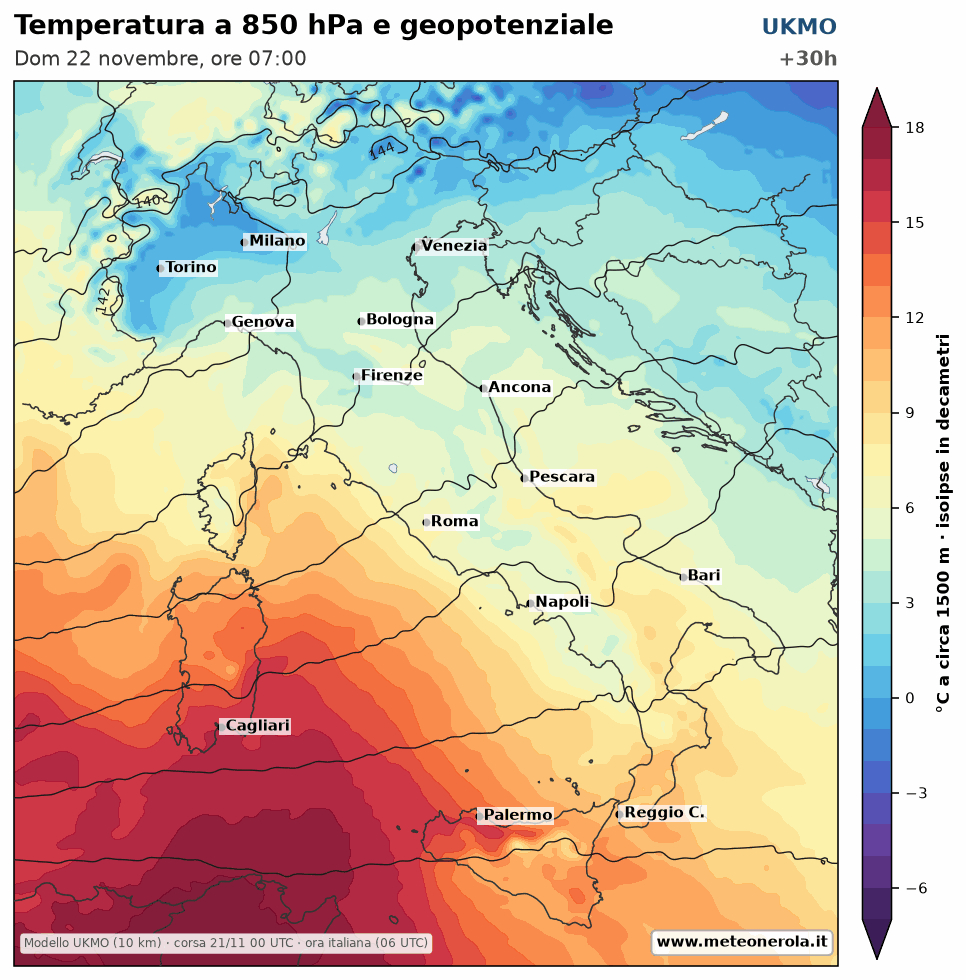 Temperatura a 850 hPa e geopotenziale
UKMO
Dom 22 novembre, ore 07:00
+30h
144
140
Milano
Venezia
Torino
142
Genova
Bologna
Firenze
Ancona
Pescara
Roma
Bari
Napoli
Cagliari
Palermo
Reggio C.
18
15
12
9
6
3
0
−3
−6
°C a circa 1500 m · isoipse in decametri
Modello UKMO (10 km) · corsa 21/11 00 UTC · ora italiana (06 UTC)
www.meteonerola.it